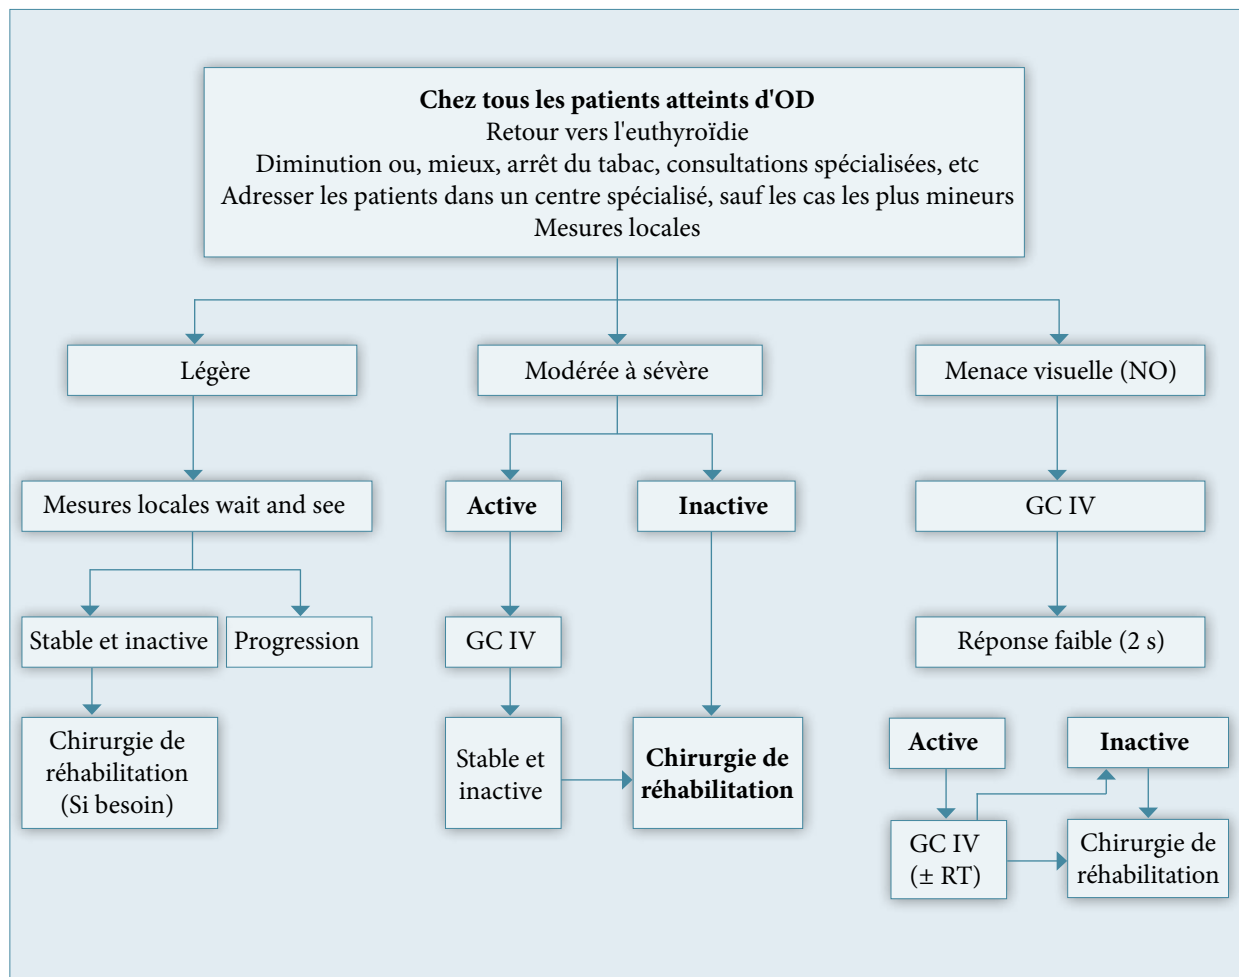 Chez tous les patients atteints d'OD
Retour vers l'euthyroïdie
Diminution ou, mieux, arrêt du tabac, consultations spécialisées, etc
Adresser les patients dans un centre spécialisé, sauf les cas les plus mineurs
Mesures locales
Légère
Modérée à sévère
Menace visuelle (NO)
Mesures locales wait and see
Active
Inactive
GC IV
Stable et inactive
Progression
GC IV
Réponse faible (2 s)
Chirurgie de
réhabilitation
(Si besoin)
Stable et
inactive
Chirurgie de
réhabilitation
Active
Inactive
GC IV
(± RT)
Chirurgie de
réhabilitation